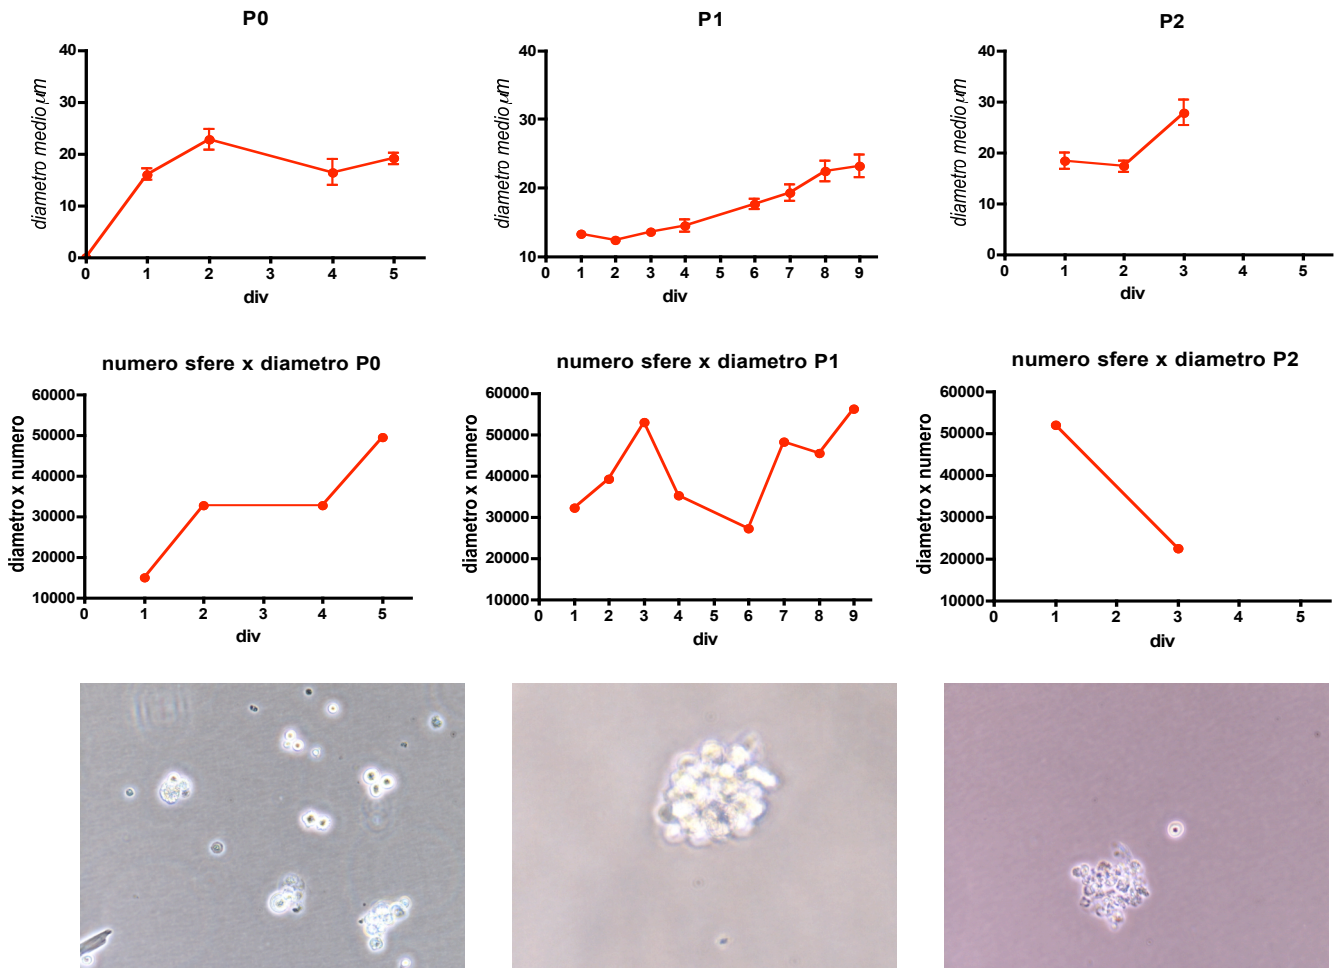 P0
P1
P2
40
30
20
10
0
diametro medio µm
0 1 2 3 4 5
div
40
30
20
10
diametro medio µm
0 1 2 3 4 6 7 8 9
div
40
30
20
10
0
diametro medio µm
0 1 2 3 4 5
div
numero sfere x diametro P0
60000
50000
40000
30000
20000
10000
diametro x numero
0 1 2 3 4 5
div
numero sfere x diametro P1
60000
50000
40000
30000
20000
10000
diametro x numero
0 1 2 3 4 5 6 7 8 9
div
numero sfere x diametro P2
60000
50000
40000
30000
20000
10000
diametro x numero
0 1 2 3 4 5
div